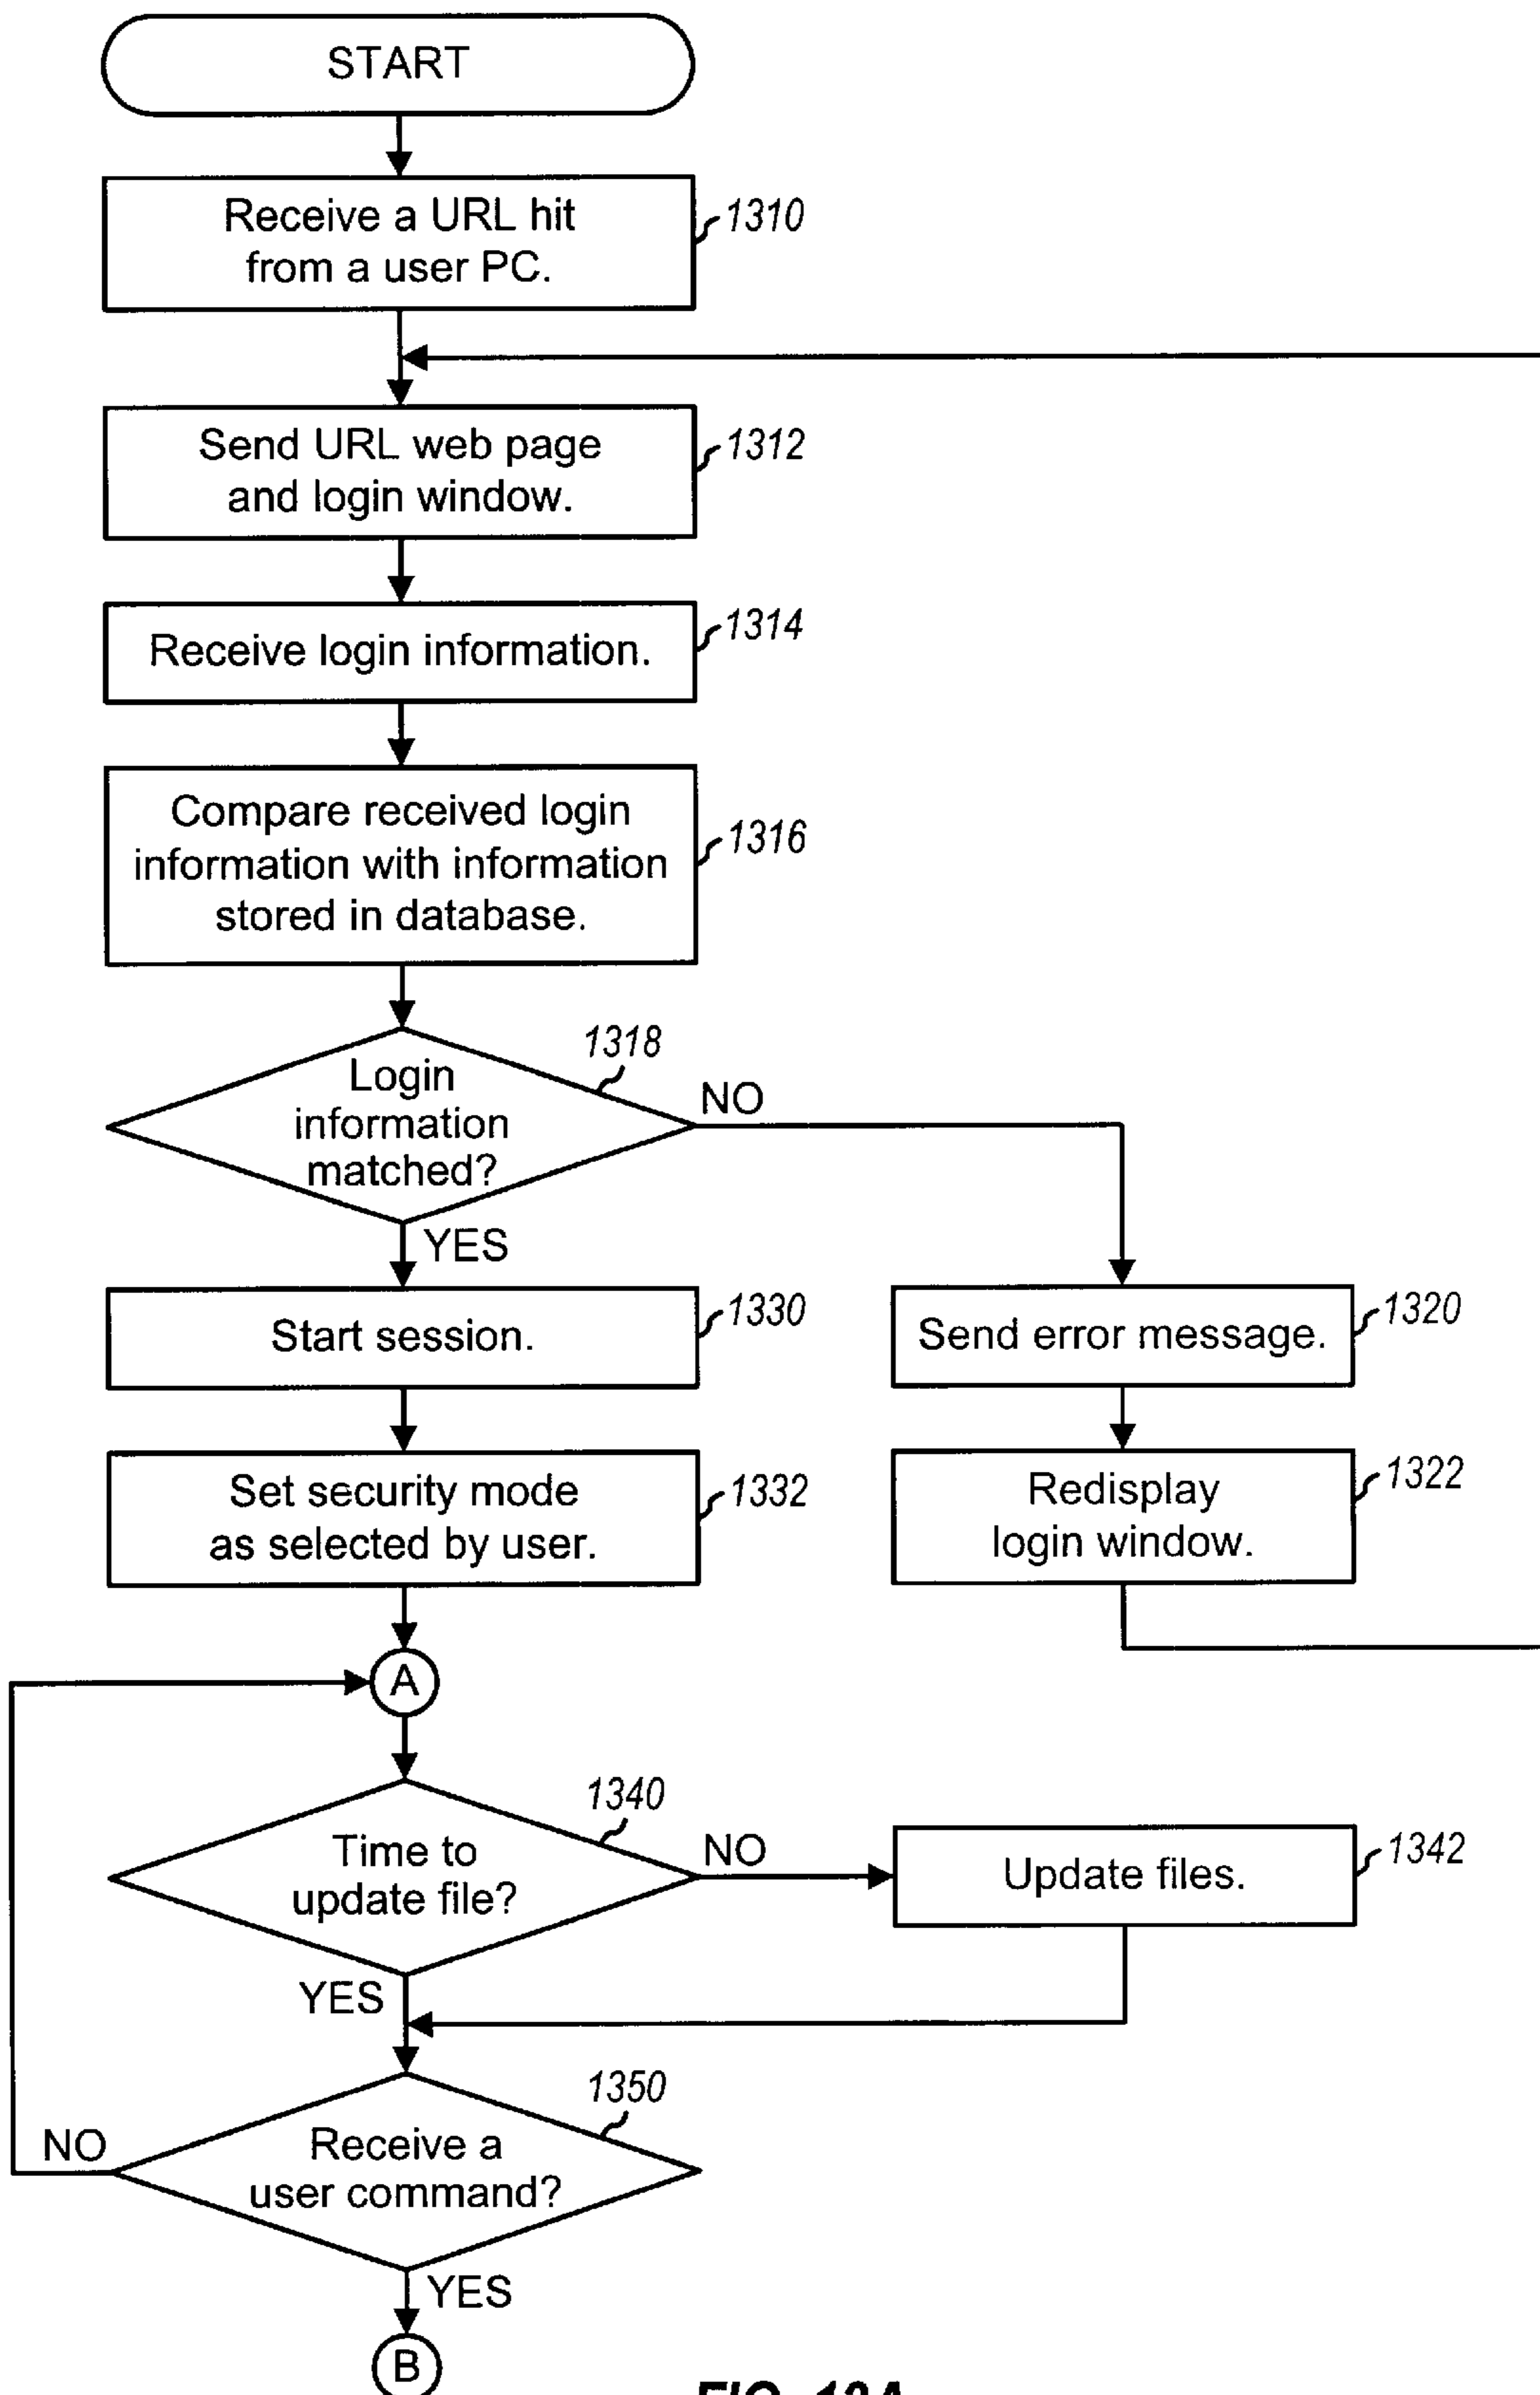 START
Receive a URL hit
from a user PC.
1310
Send URL web page
and login window.
1312
Receive login information.
1314
Compare received login
information with information
stored in database.
1316
Login
information
matched?
1318
NO
YES
Start session.
1330
Send error message.
1320
Set security mode
as selected by user.
1332
Redisplay
login window.
1322
A
Time to
update file?
1340
NO
Update files.
1342
YES
Receive a
user command?
1350
NO
YES
B
FIG. 13A